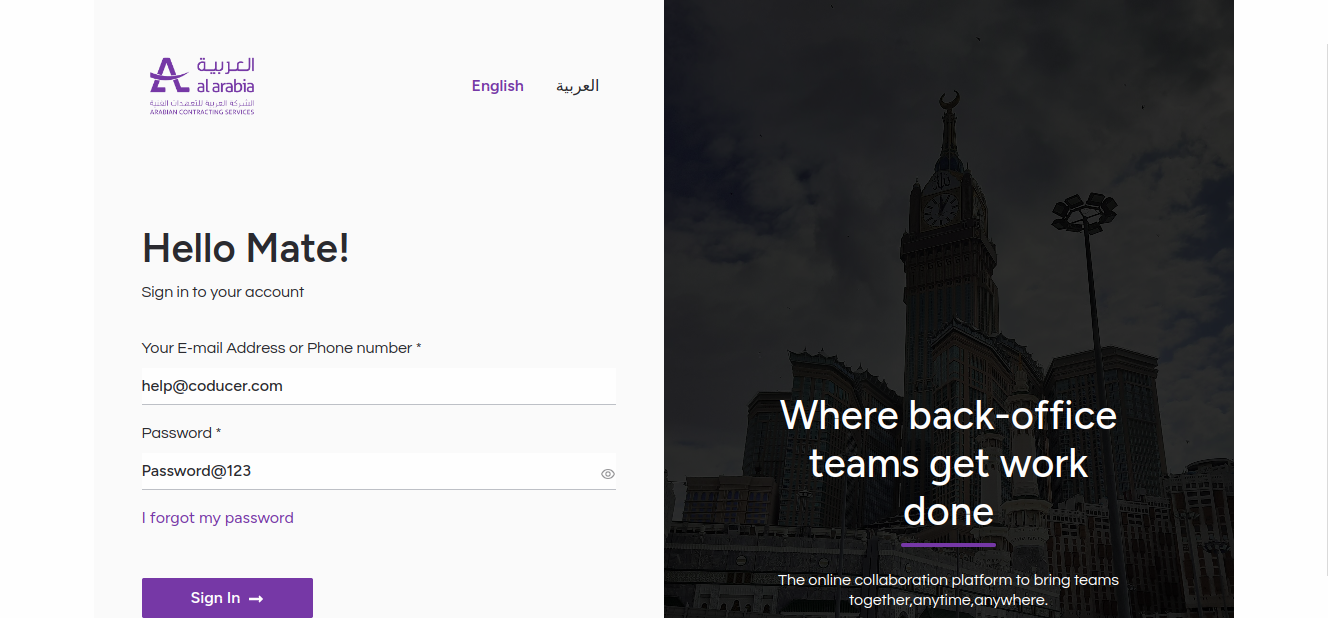 العربية
al arabia
الشركة العربية للتعهدات الفنية
ARABIAN CONTRACTING SERVICES
English
العربية
Hello Mate!
Sign in to your account
Your E-mail Address or Phone number *
help@coducer.com
Password *
Password@123
I forgot my password
Sign In
Where back-office
teams get work
done
The online collaboration platform to bring teams
together,anytime,anywhere.